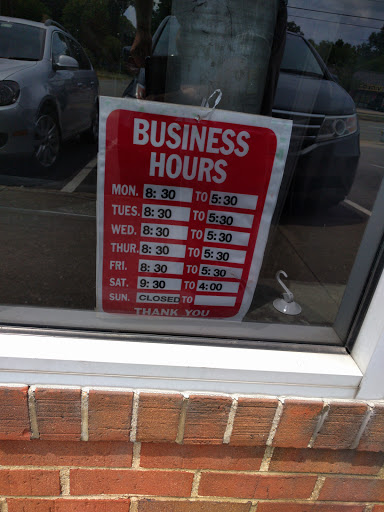 BUSINESS
HOURS
MON. 8:30 TO 5:30
TUES. 8:30 TO 5:30
WED. 8:30 TO 5:30
THUR. 8:30 TO 5:30
FRI. 8:30 TO 5:30
SAT. 9:30 TO 4:00
SUN. CLOSED TO
THANK YOU